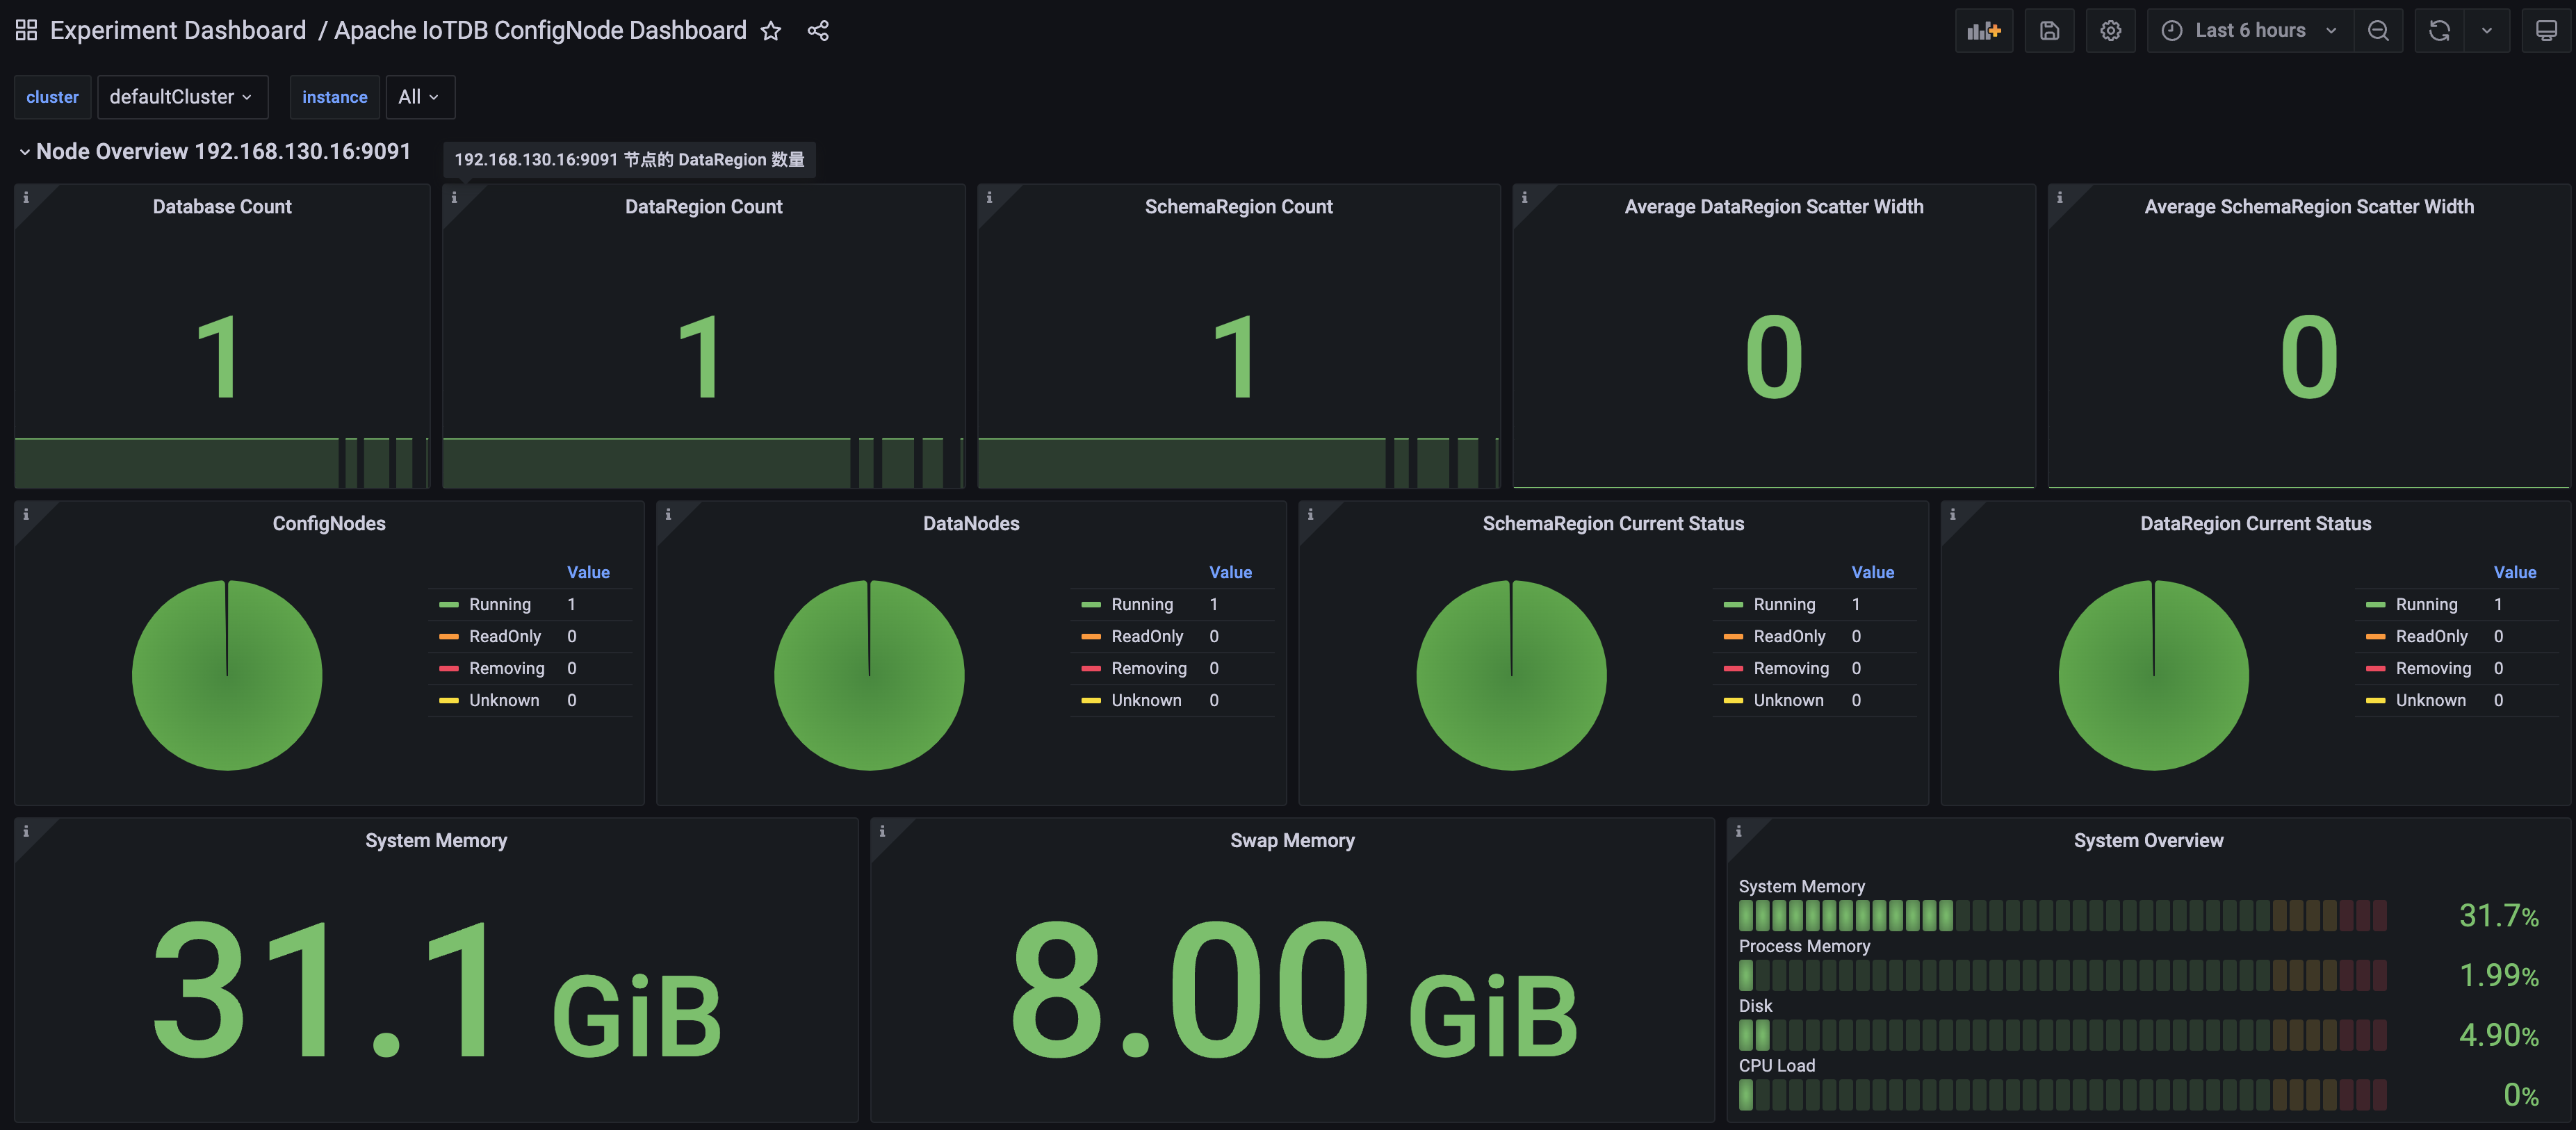 Experiment Dashboard / Apache IoTDB ConfigNode Dashboard
Last 6 hours
cluster defaultCluster instance All
Node Overview 192.168.130.16:9091
192.168.130.16:9091 节点的 DataRegion 数量
Database Count
1
DataRegion Count
1
SchemaRegion Count
1
Average DataRegion Scatter Width
0
Average SchemaRegion Scatter Width
0
ConfigNodes
Value
Running 1
ReadOnly 0
Removing 0
Unknown 0
DataNodes
Value
Running 1
ReadOnly 0
Removing 0
Unknown 0
SchemaRegion Current Status
Value
Running 1
ReadOnly 0
Removing 0
Unknown 0
DataRegion Current Status
Value
Running 1
ReadOnly 0
Removing 0
Unknown 0
System Memory
31.1 GiB
Swap Memory
8.00 GiB
System Overview
System Memory
31.7%
Process Memory
1.99%
Disk
4.90%
CPU Load
0%